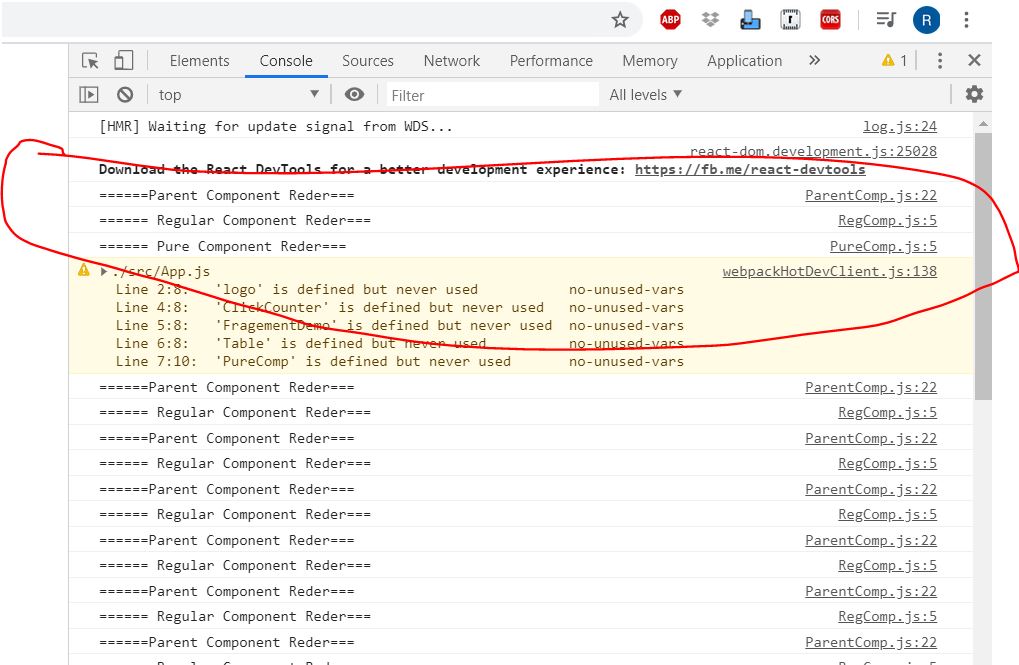 ABP
r
CORS
R
Elements Console Sources Network Performance Memory Application » 1
top Filter All levels
[HMR] Waiting for update signal from WDS... log.js:24
react-dom.development.js:25028
Download the React DevTools for a better development experience: https://fb.me/react-devtools
======Parent Component Reder=== ParentComp.js:22
====== Regular Component Reder=== RegComp.js:5
====== Pure Component Reder=== PureComp.js:5
./src/App.js webpackHotDevClient.js:138
Line 2:8: 'logo' is defined but never used no-unused-vars
Line 4:8: 'ClickCounter' is defined but never used no-unused-vars
Line 5:8: 'FragementDemo' is defined but never used no-unused-vars
Line 6:8: 'Table' is defined but never used no-unused-vars
Line 7:10: 'PureComp' is defined but never used no-unused-vars
======Parent Component Reder=== ParentComp.js:22
====== Regular Component Reder=== RegComp.js:5
======Parent Component Reder=== ParentComp.js:22
====== Regular Component Reder=== RegComp.js:5
======Parent Component Reder=== ParentComp.js:22
====== Regular Component Reder=== RegComp.js:5
======Parent Component Reder=== ParentComp.js:22
====== Regular Component Reder=== RegComp.js:5
======Parent Component Reder=== ParentComp.js:22
====== Regular Component Reder=== RegComp.js:5
======Parent Component Reder=== ParentComp.js:22
====== Regular Component Reder=== RegComp.js:5